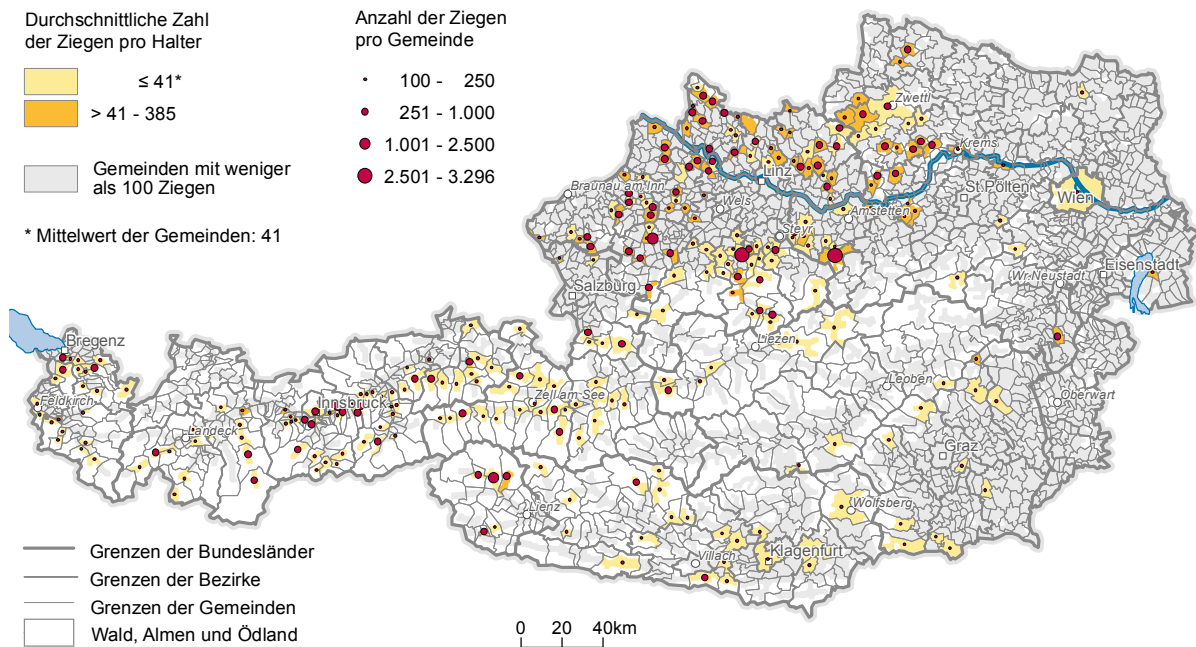 Durchschnittliche Zahl
der Ziegen pro Halter
≤ 41*
> 41 - 385
Gemeinden mit weniger
als 100 Ziegen
* Mittelwert der Gemeinden: 41
Anzahl der Ziegen
pro Gemeinde
100 - 250
251 - 1.000
1.001 - 2.500
2.501 - 3.296
Zwettl
Krems
Linz
St.Pölten
Wien
Braunau am Inn
Wels
Amstetten
Steyr
Eisenstadt
Wr.Neustadt
Salzburg
Bregenz
Liezen
Feldkirch
Innsbruck
Zell am See
Leoben
Oberwart
Landeck
Graz
Lienz
Wolfsberg
Villach
Klagenfurt
Grenzen der Bundesländer
Grenzen der Bezirke
Grenzen der Gemeinden
Wald, Almen und Ödland
0 20 40km